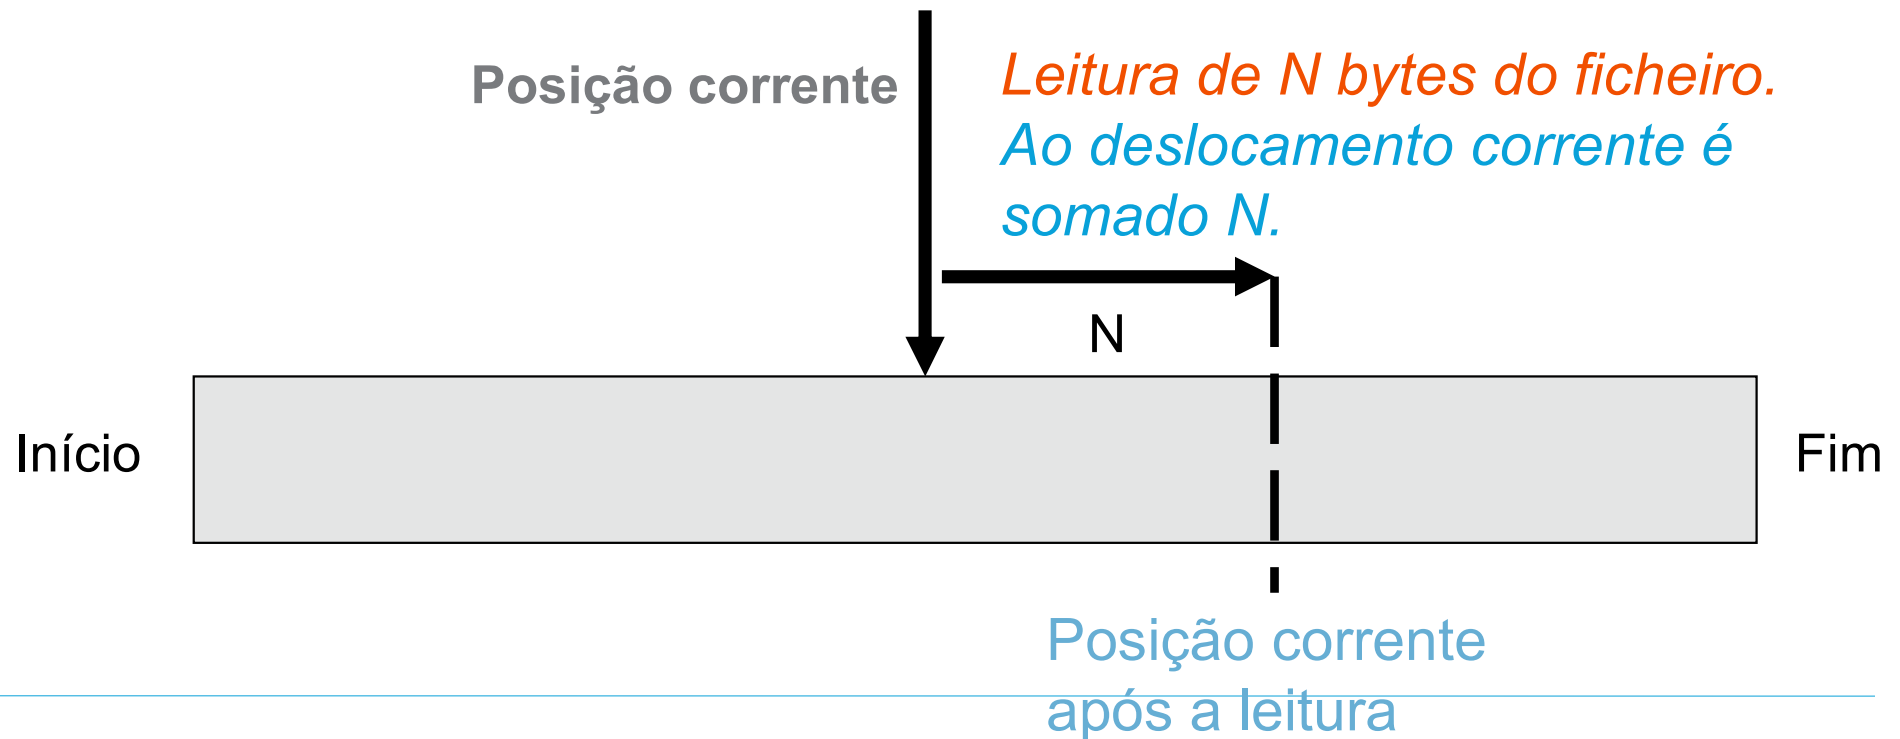 Posição corrente
Leitura de N bytes do ficheiro.
Ao deslocamento corrente é
somado N.
N
Início
Fim
Posição corrente
após a leitura